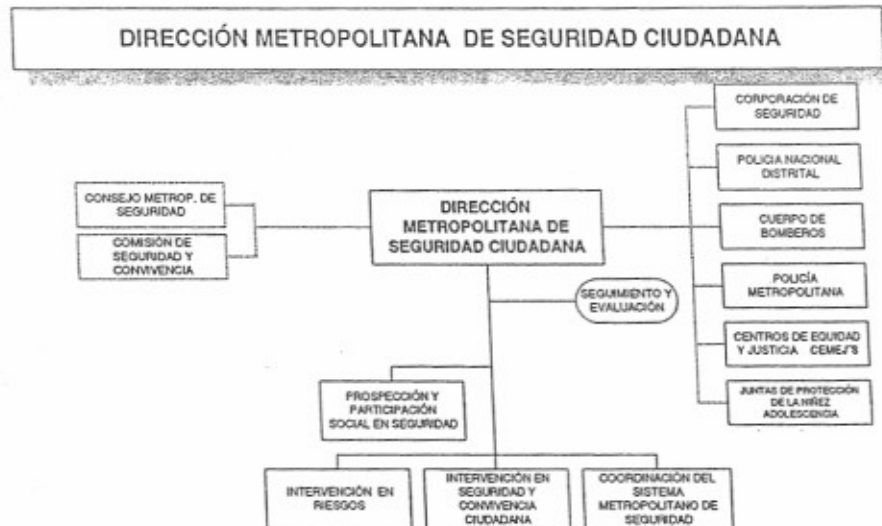 DIRECCIÓN METROPOLITANA DE SEGURIDAD CIUDADANA
CORPORACIÓN DE
SEGURIDAD
POLICIA NACIONAL
DISTRITAL
CONSEJO METROP. DE
SEGURIDAD
COMISIÓN DE
SEGURIDAD Y
CONVIVENCIA
DIRECCIÓN
METROPOLITANA DE
SEGURIDAD CIUDADANA
CUERPO DE
BOMBEROS
SEGUIMIENTO Y
EVALUACIÓN
POLICÍA
METROPOLITANA
CENTROS DE EQUIDAD
Y JUSTICIA CEMEJ'S
JUNTAS DE PROTECCIÓN
DE LA NIÑEZ
ADOLESCENCIA
PROSPECCIÓN Y
PARTICIPACIÓN
SOCIAL EN SEGURIDAD
INTERVENCIÓN EN
RIESGOS
INTERVENCIÓN EN
SEGURIDAD Y
CONVIVENCIA
CIUDADANA
COORDINACIÓN DEL
SISTEMA
METROPOLITANO DE
SEGURIDAD